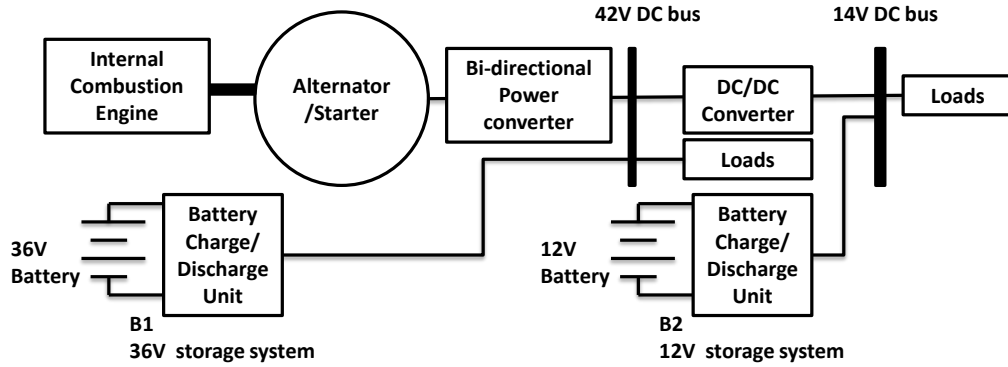 42V DC bus
14V DC bus
Internal
Combustion
Engine
Alternator
/Starter
Bi-directional
Power
converter
DC/DC
Converter
Loads
Loads
36V
Battery
Battery
Charge/
Discharge
Unit
B1
36V storage system
12V
Battery
Battery
Charge/
Discharge
Unit
B2
12V storage system